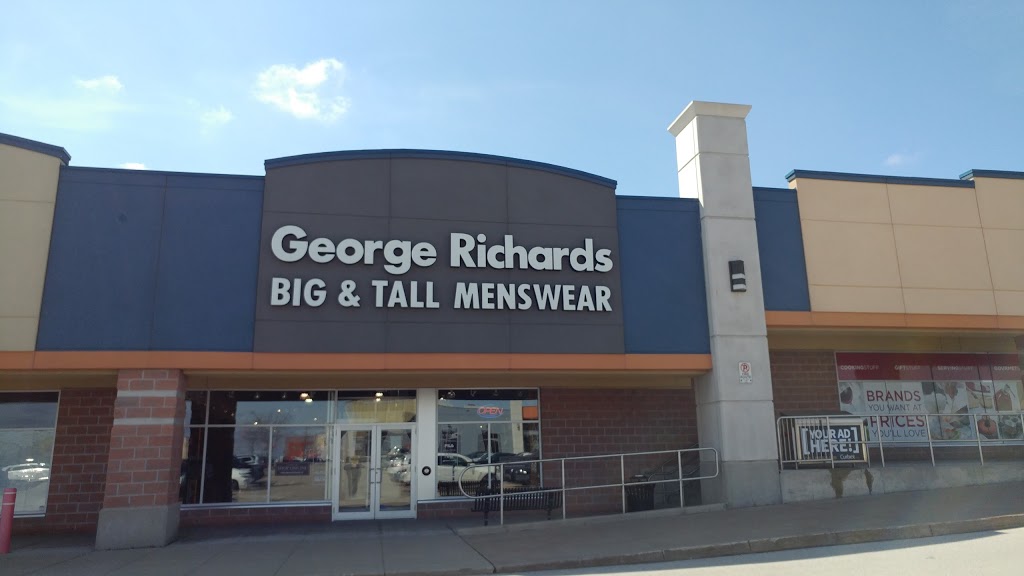 George Richards
BIG & TALL MENSWEAR
OPEN
BRANDS
YOU WANT AT
PRICES
YOU'LL LOVE
YOUR AD
HERE!